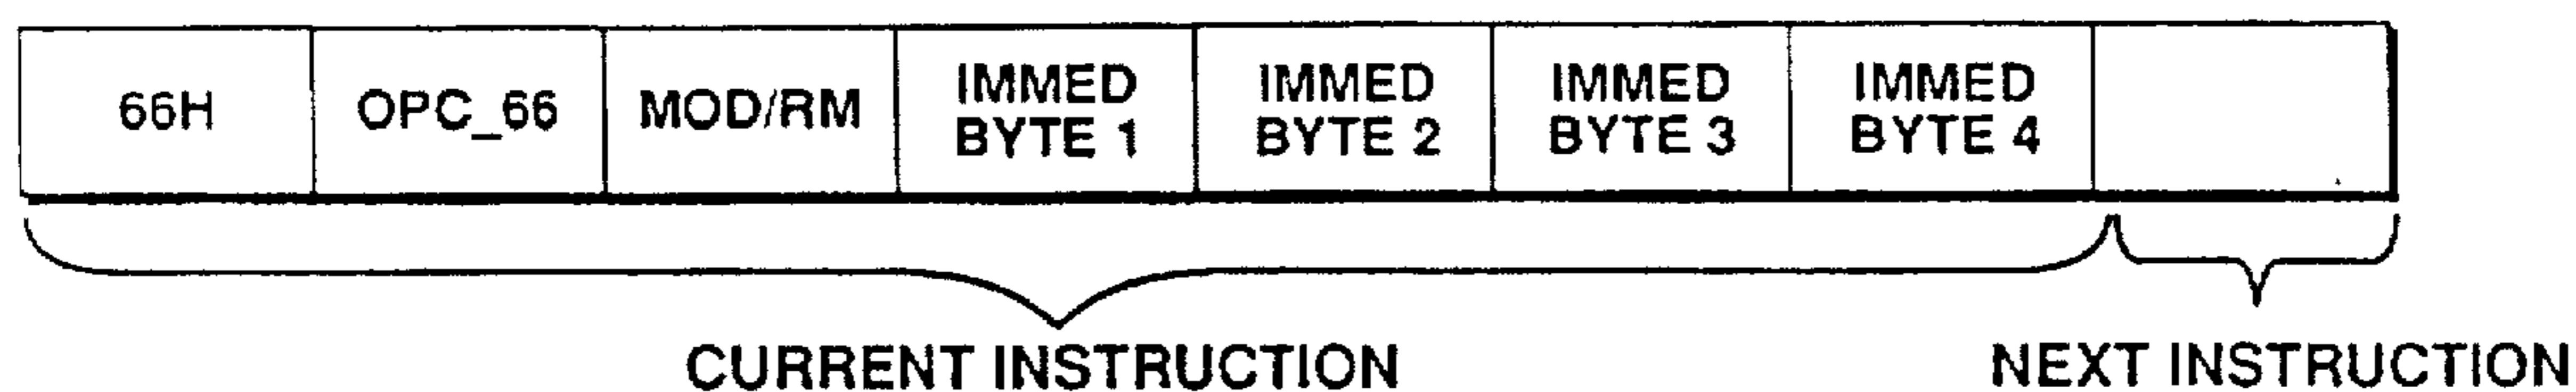 66H
OPC_66
MOD/RM
IMMED
BYTE 1
IMMED
BYTE 2
IMMED
BYTE 3
IMMED
BYTE 4
CURRENT INSTRUCTION
NEXT INSTRUCTION